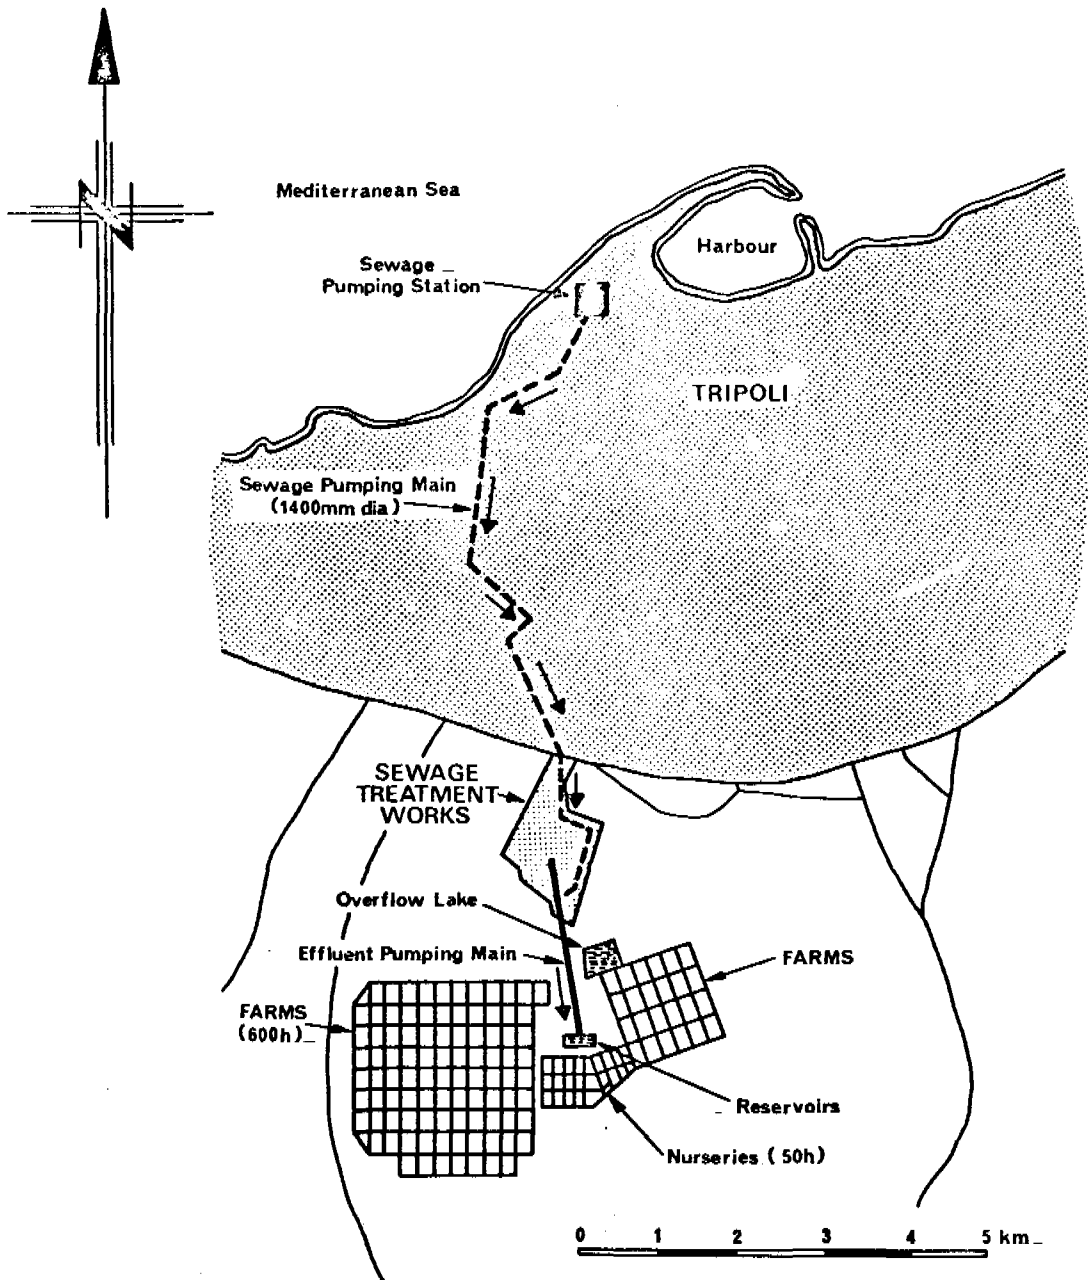 Mediterranean Sea
Harbour
Sewage
Pumping Station
TRIPOLI
Sewage Pumping Main
(1400mm dia)
SEWAGE
TREATMENT
WORKS
Overflow Lake
Effluent Pumping Main
FARMS
FARMS
(600h)
Reservoirs
Nurseries (50h)
0 1 2 3 4 5 km
N